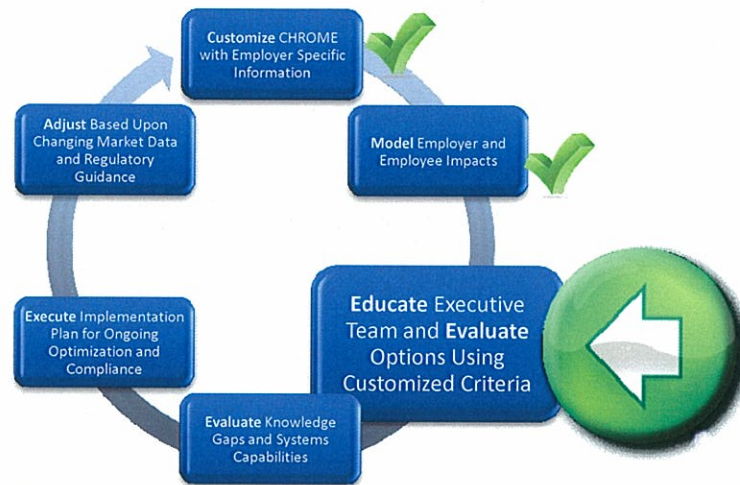 Customize CHROME
with Employer Specific
Information
Model Employer and
Employee Impacts
Educate Executive
Team and Evaluate
Options Using
Customized Criteria
Evaluate Knowledge
Gaps and Systems
Capabilities
Execute Implementation
Plan for Ongoing
Optimization and
Compliance
Adjust Based Upon
Changing Market Data
and Regulatory
Guidance